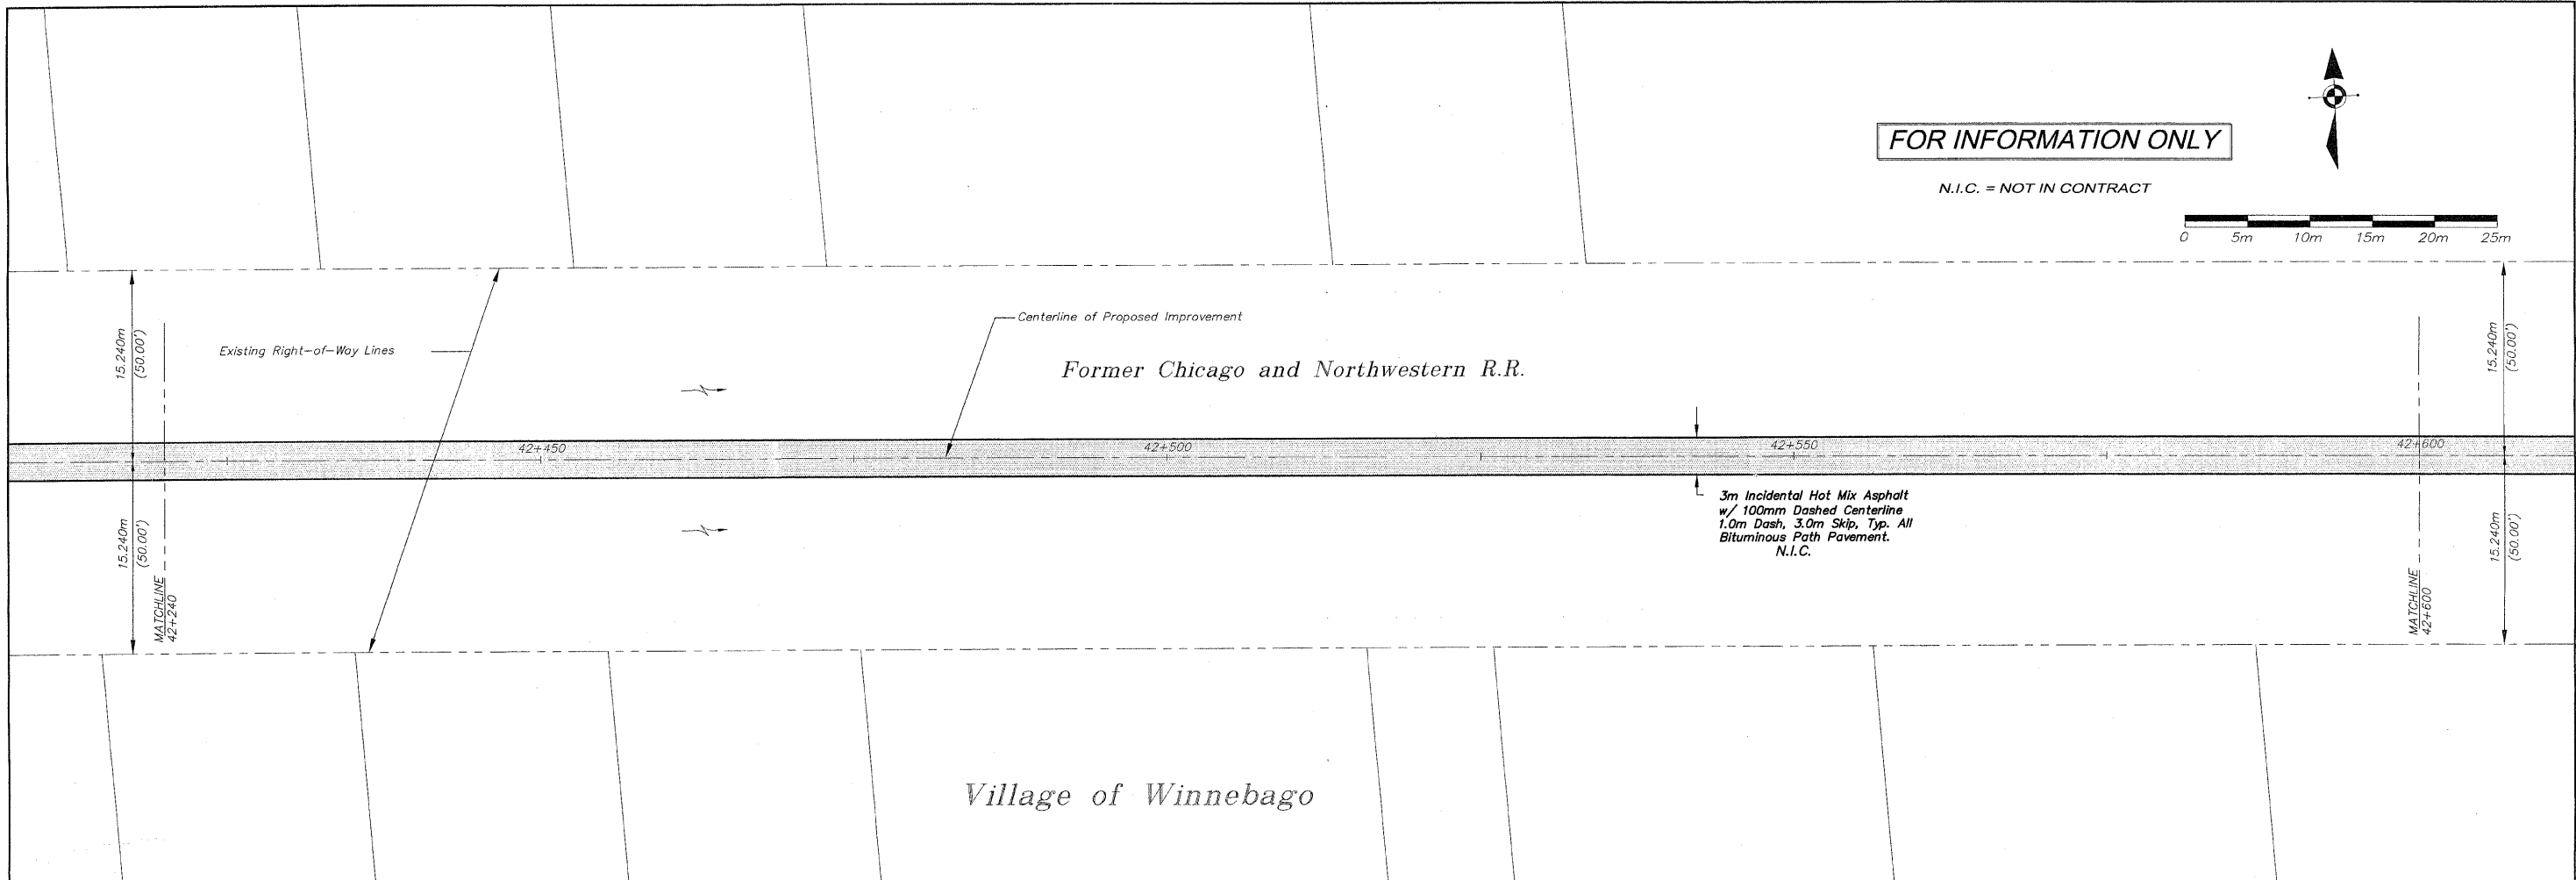 FOR INFORMATION ONLY
N.I.C. = NOT IN CONTRACT
0 5m 10m 15m 20m 25m
15.240m
(50.00')
Existing Right-of-Way Lines
Centerline of Proposed Improvement
Former Chicago and Northwestern R.R.
15.240m
(50.00')
42+450
42+500
42+550
42+600
15.240m
(50.00')
MATCHLINE
42+240
3m Incidental Hot Mix Asphalt
w/ 100mm Dashed Centerline
1.0m Dash, 3.0m Skip, Typ. All
Bituminous Path Pavement.
N.I.C.
MATCHLINE
42+600
15.240m
(50.00')
Village of Winnebago